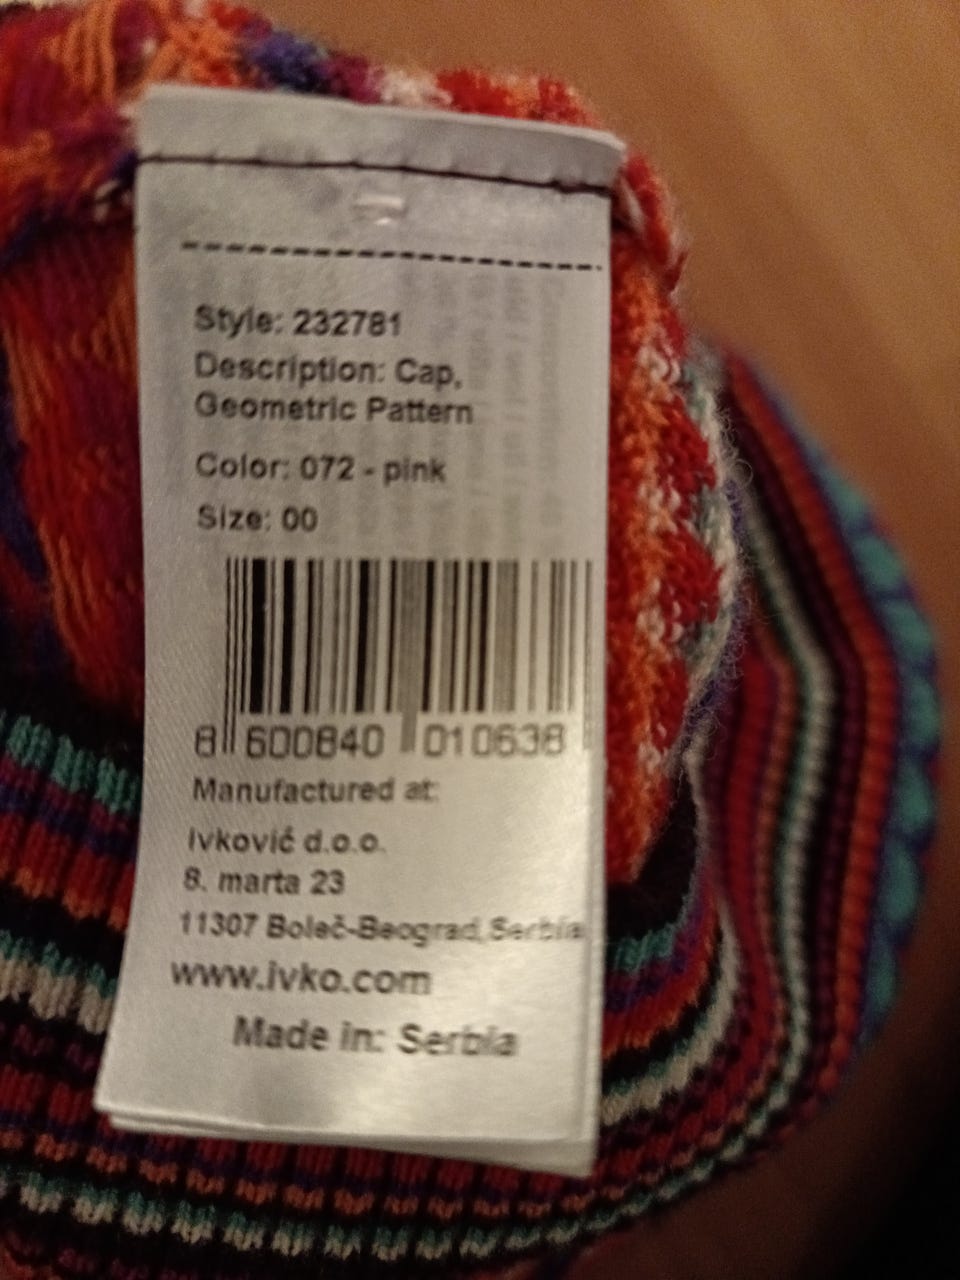 Style: 232781
Description: Cap,
Geometric Pattern
Color: 072 - pink
Size: 00
8 600840 010638
Manufactured at:
Ivković d.o.o.
8. marta 23
11307 Boleč-Beograd,Serbia
www.ivko.com
Made in: Serbia